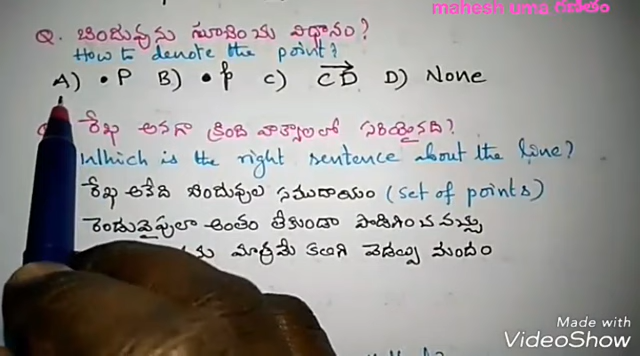 mahesh uma గణితం
Q. బిందువును సూచించు విధానం?
How to denote the point?
A) • P B) • p C) CD D) None
రేఖ అనగా క్రింది వాక్యాలలో సరియైనది?
Which is the right sentence about the line?
రేఖ అనేది బిందువుల సముదాయం (set of points)
రెండువైపులా అంతం లేకుండా పొడిగించవచ్చు
మాత్రమే కలిగి వెడల్పు మందం
Made with
VideoShow